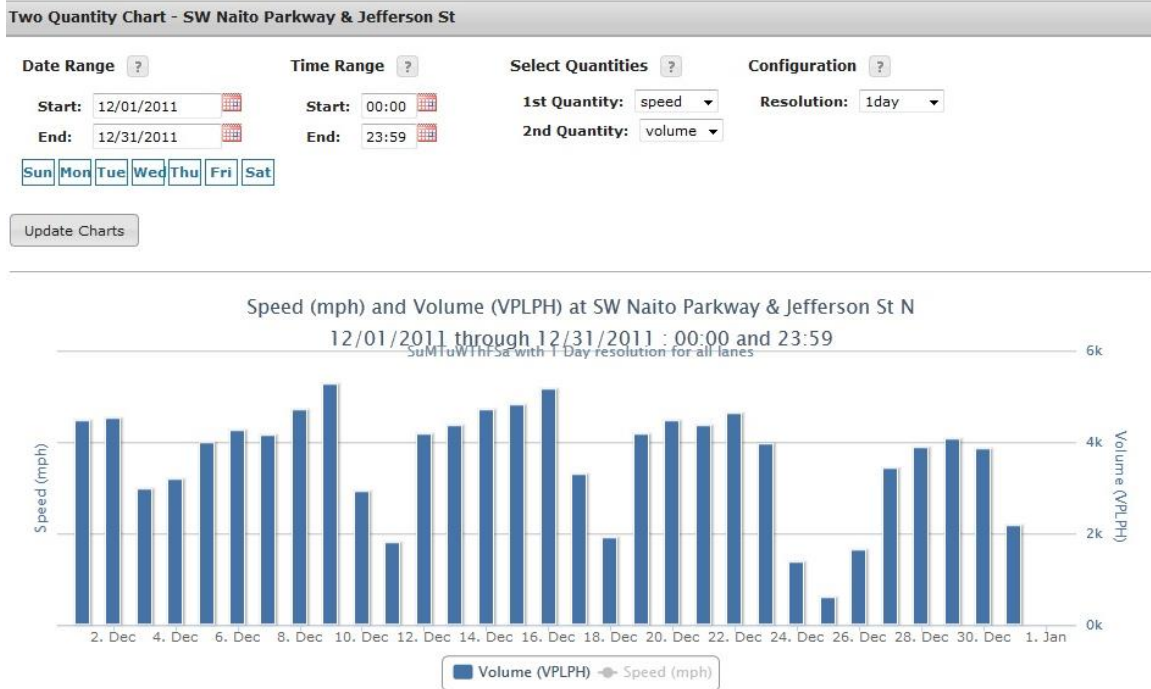 Two Quantity Chart - SW Naito Parkway & Jefferson St
Date Range ? Time Range ? Select Quantities ? Configuration ?
Start: 12/01/2011 Start: 00:00 1st Quantity: speed Resolution: 1day
End: 12/31/2011 End: 23:59 2nd Quantity: volume
Sun Mon Tue Wed Thu Fri Sat
Update Charts
Speed (mph) and Volume (VPLPH) at SW Naito Parkway & Jefferson St N
12/01/2011 through 12/31/2011 : 00:00 and 23:59
SuMTuWThFSa with 1 Day resolution for all lanes
6k
4k
2k
0k
Speed (mph)
Volume (VPLPH)
2. Dec 4. Dec 6. Dec 8. Dec 10. Dec 12. Dec 14. Dec 16. Dec 18. Dec 20. Dec 22. Dec 24. Dec 26. Dec 28. Dec 30. Dec 1. Jan
Volume (VPLPH) Speed (mph)